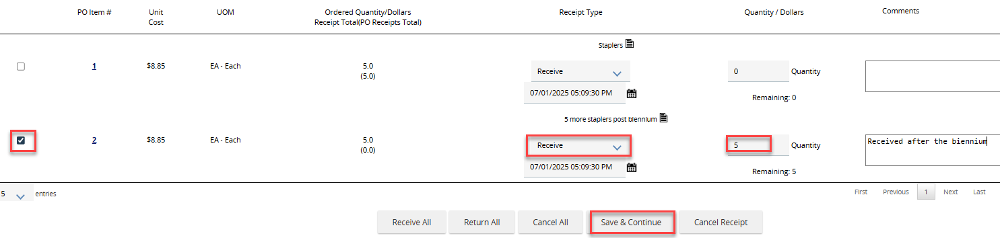 PO Item # Unit Cost UOM Ordered Quantity/Dollars Receipt Total(PO Receipts Total) Receipt Type Quantity / Dollars Comments
Staplers
1 $8.85 EA - Each 5.0 (5.0) Receive 0 Quantity
07/01/2025 05:09:30 PM Remaining: 0
5 more staplers post biennium
2 $8.85 EA - Each 5.0 (0.0) Receive 5 Quantity Received after the biennium
07/01/2025 05:09:30 PM Remaining: 5
5 entries First Previous 1 Next Last
Receive All Return All Cancel All Save & Continue Cancel Receipt